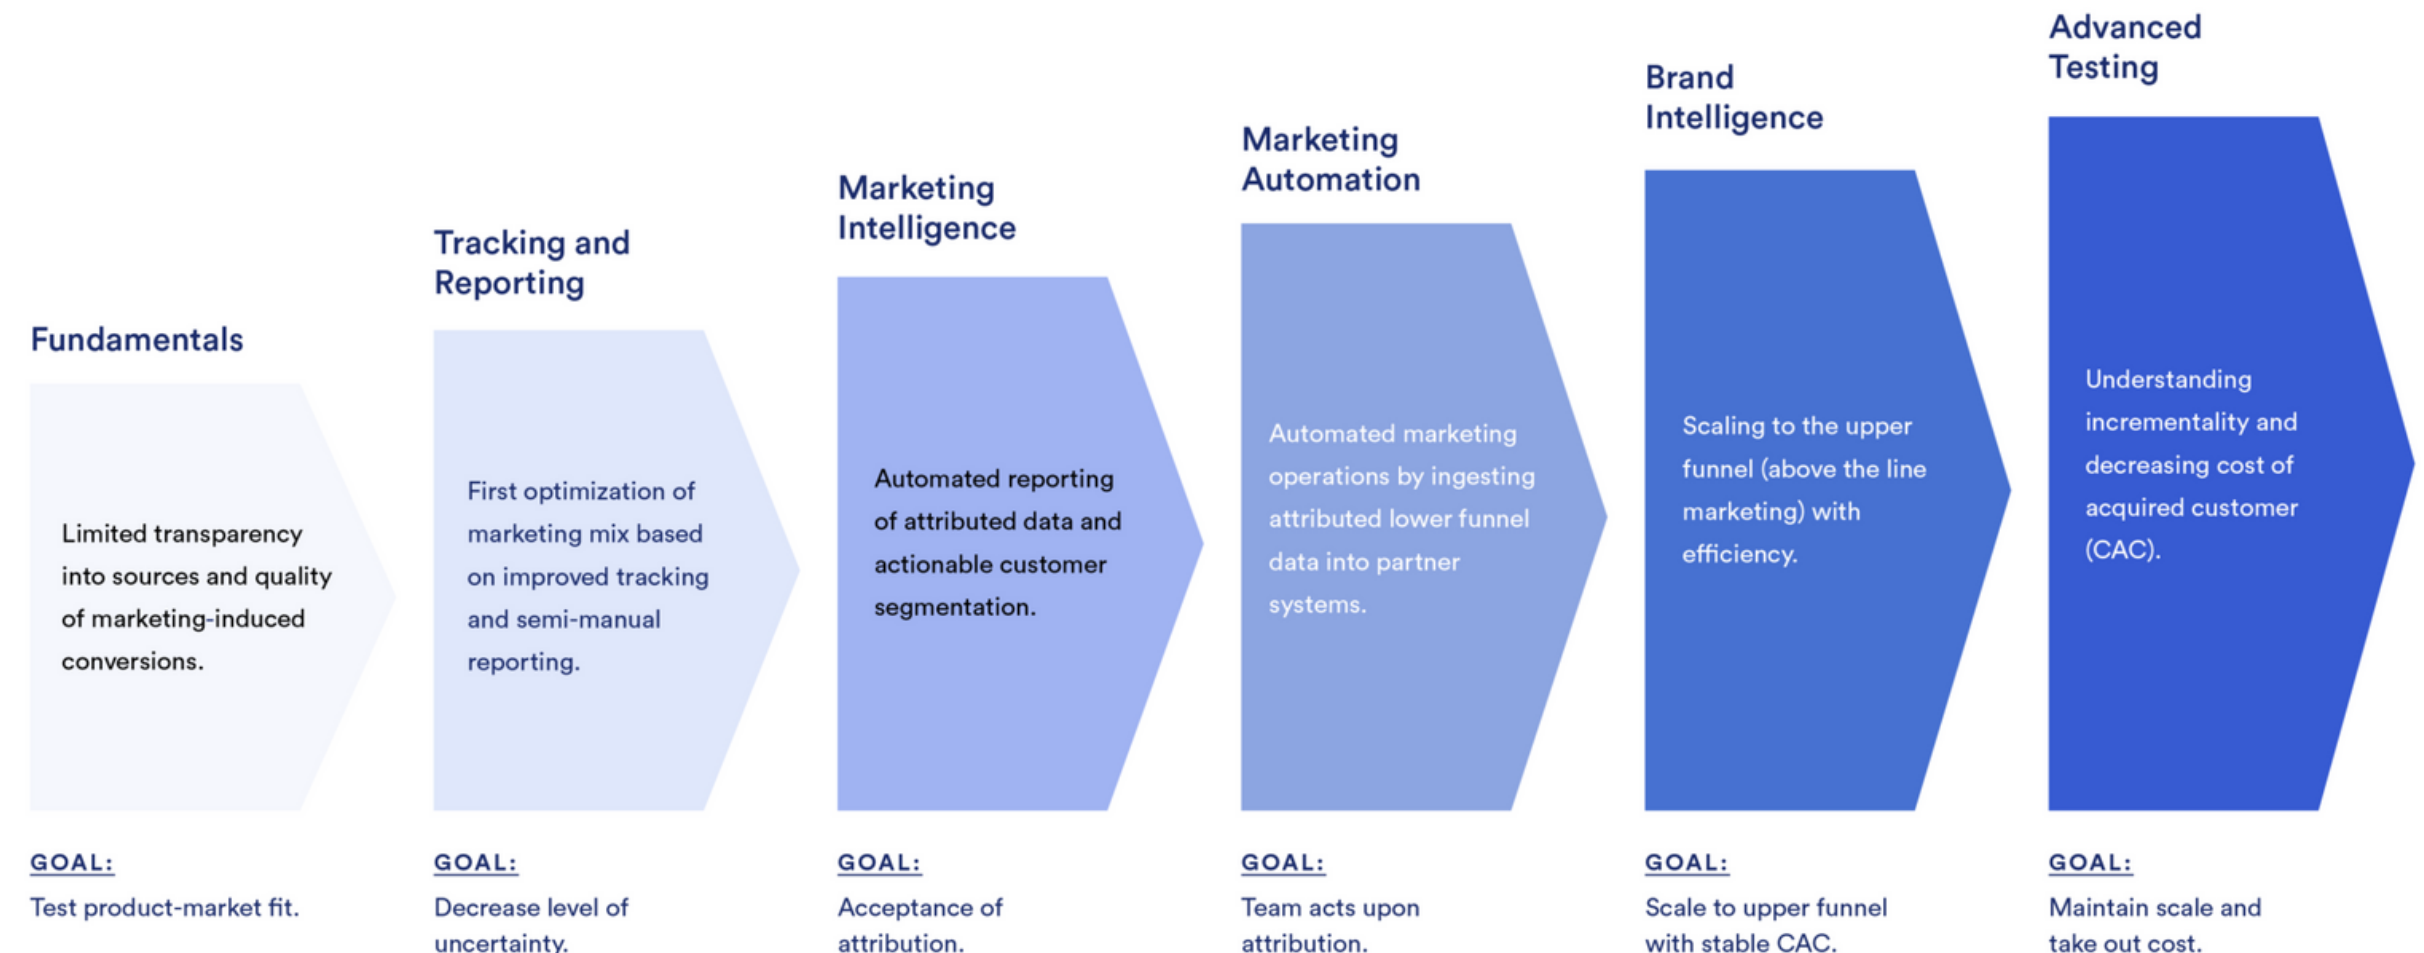 Fundamentals
Limited transparency
into sources and quality
of marketing-induced
conversions.
GOAL:
Test product-market fit.
Tracking and
Reporting
First optimization of
marketing mix based
on improved tracking
and semi-manual
reporting.
GOAL:
Decrease level of
uncertainty.
Marketing
Intelligence
Automated reporting
of attributed data and
actionable customer
segmentation.
GOAL:
Acceptance of
attribution.
Marketing
Automation
Automated marketing
operations by ingesting
attributed lower funnel
data into partner
systems.
GOAL:
Team acts upon
attribution.
Brand
Intelligence
Scaling to the upper
funnel (above the line
marketing) with
efficiency.
GOAL:
Scale to upper funnel
with stable CAC.
Advanced
Testing
Understanding
incrementality and
decreasing cost of
acquired customer
(CAC).
GOAL:
Maintain scale and
take out cost.